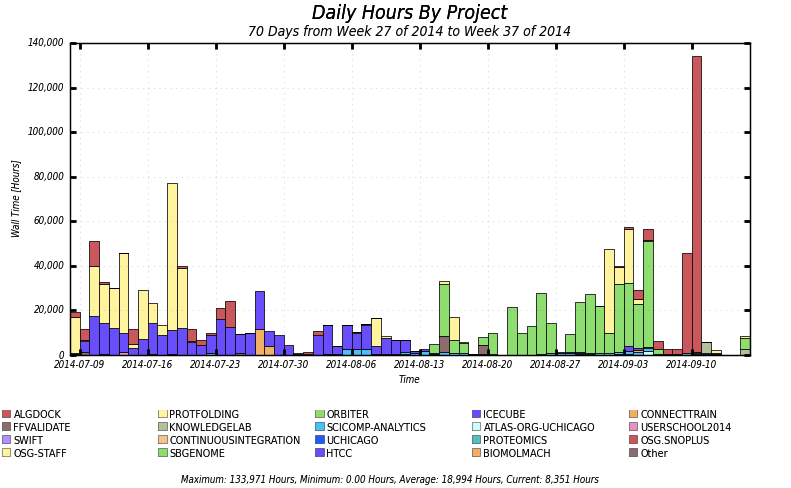 Daily Hours By Project
70 Days from Week 27 of 2014 to Week 37 of 2014
140,000
120,000
100,000
80,000
60,000
40,000
20,000
0
Wall Time [Hours]
2014-07-09 2014-07-16 2014-07-23 2014-07-30 2014-08-06 2014-08-13 2014-08-20 2014-08-27 2014-09-03 2014-09-10
Time
ALGDOCK PROTFOLDING ORBITER ICECUBE CONNECTTRAIN
FFVALIDATE KNOWLEDGELAB SCICOMP-ANALYTICS ATLAS-ORG-UCHICAGO USERSCHOOL2014
SWIFT CONTINUOUSINTEGRATION UCHICAGO PROTEOMICS OSG.SNOPLUS
OSG-STAFF SBGENOME HTCC BIOMOLMACH Other
Maximum: 133,971 Hours, Minimum: 0.00 Hours, Average: 18,994 Hours, Current: 8,351 Hours